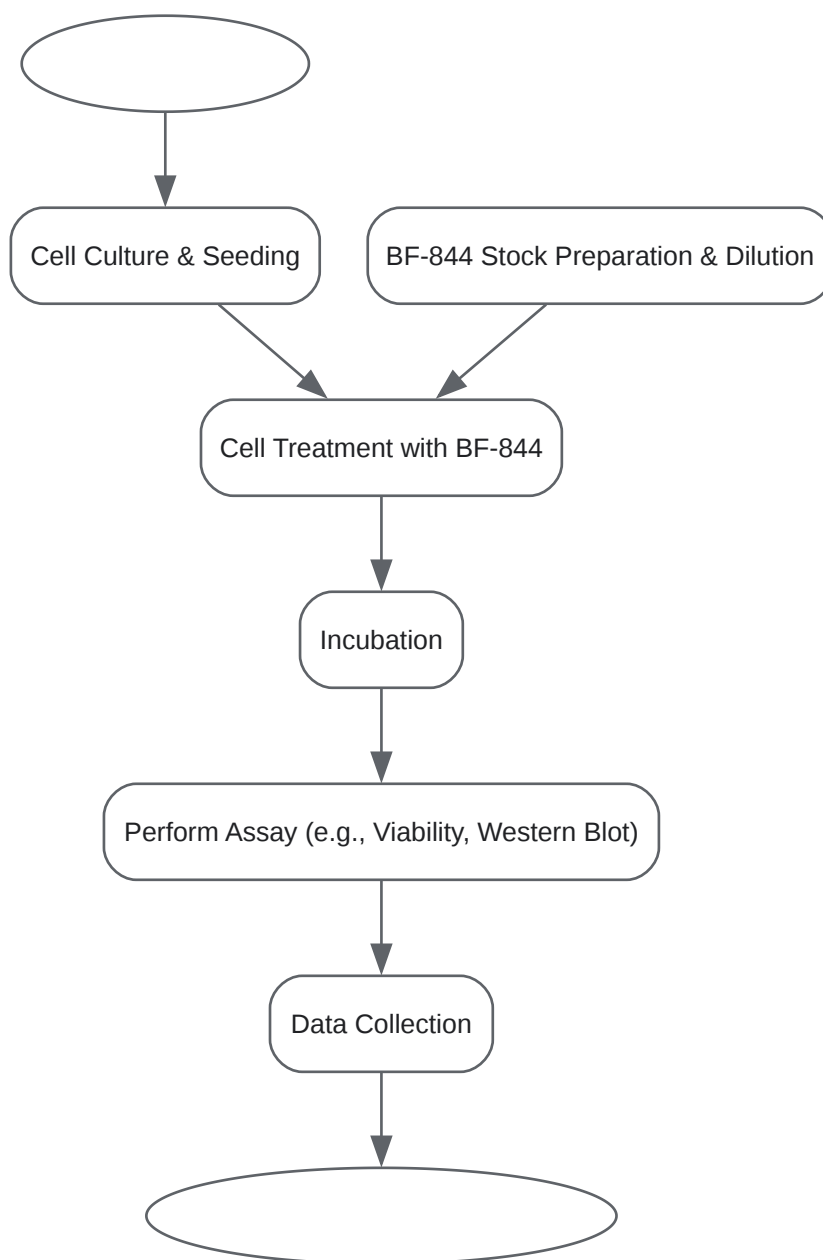 Cell Culture & Seeding
BF-844 Stock Preparation & Dilution
Cell Treatment with BF-844
Incubation
Perform Assay (e.g., Viability, Western Blot)
Data Collection